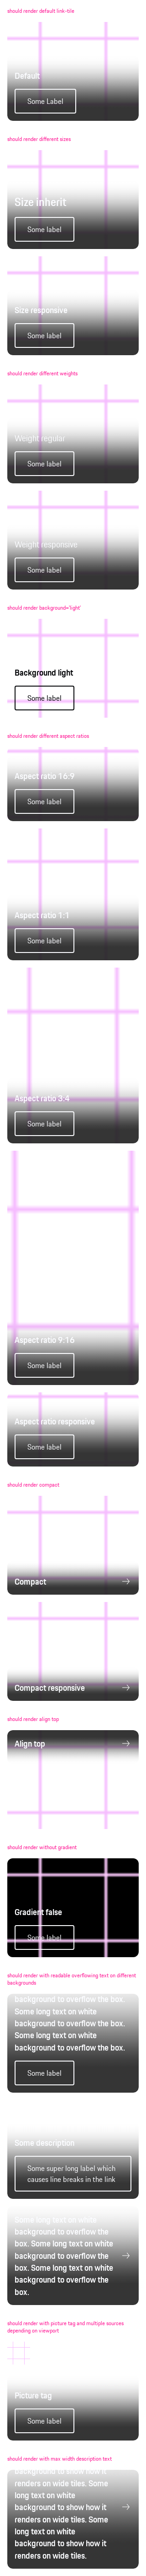 should render default link-tile
Default
Some Label
should render different sizes
Size inherit
Some label
Size responsive
Some label
should render different weights
Weight regular
Some label
Weight responsive
Some label
should render background='light'
Background light
Some label
should render different aspect ratios
Aspect ratio 16:9
Some label
Aspect ratio 1:1
Some label
Aspect ratio 3:4
Some label
Aspect ratio 9:16
Some label
Aspect ratio responsive
Some label
should render compact
Compact
Compact responsive
should render align top
Align top
should render without gradient
Gradient false
Some label
should render with readable overflowing text on different
backgrounds
background to overflow the box.
Some long text on white
background to overflow the box.
Some long text on white
background to overflow the box.
Some label
Some description
Some super long label which
causes line breaks in the link
Some long text on white
background to overflow the
box. Some long text on white
background to overflow the
box. Some long text on white
background to overflow the
box.
should render with picture tag and multiple sources
depending on viewport
Picture tag
Some label
should render with max width description text
background to show how it
renders on wide tiles. Some
long text on white
background to show how it
renders on wide tiles. Some
long text on white
background to show how it
renders on wide tiles.